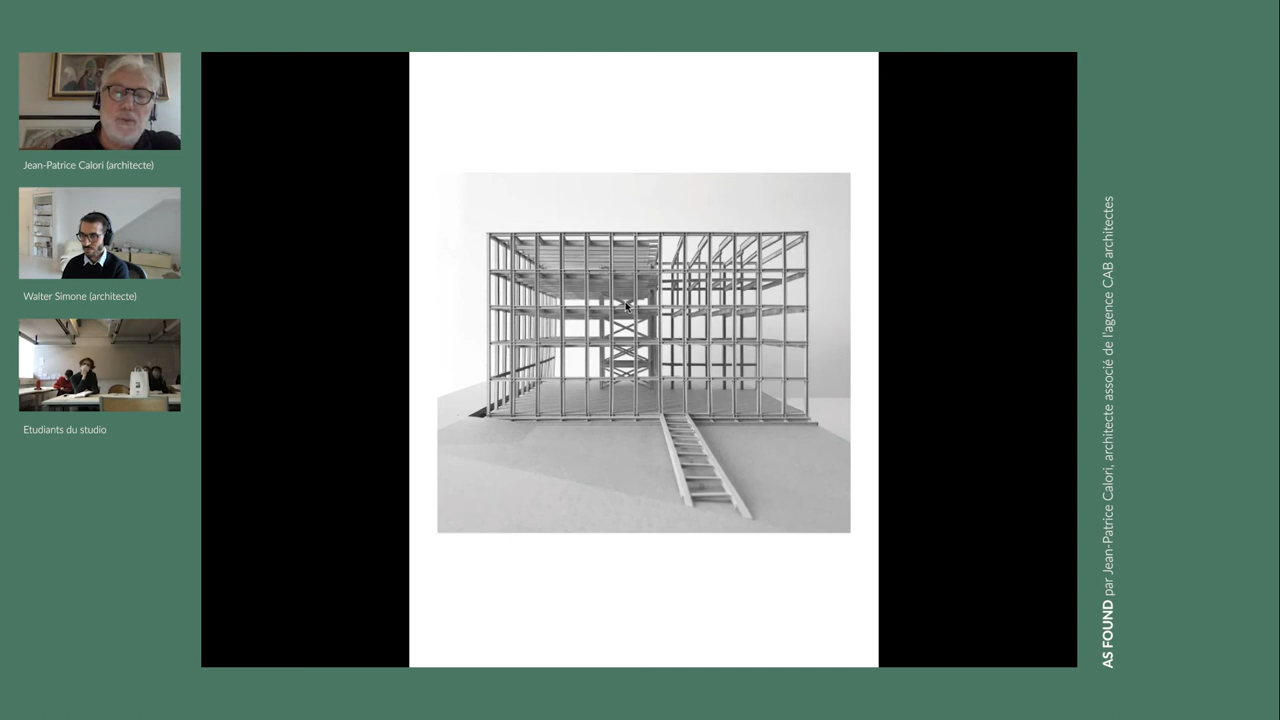 Jean-Patrice Calori (architecte)
Walter Simone (architecte)
Etudiants du studio
AS FOUND par Jean-Patrice Calori, architecte associé de l'agence CAB architectes